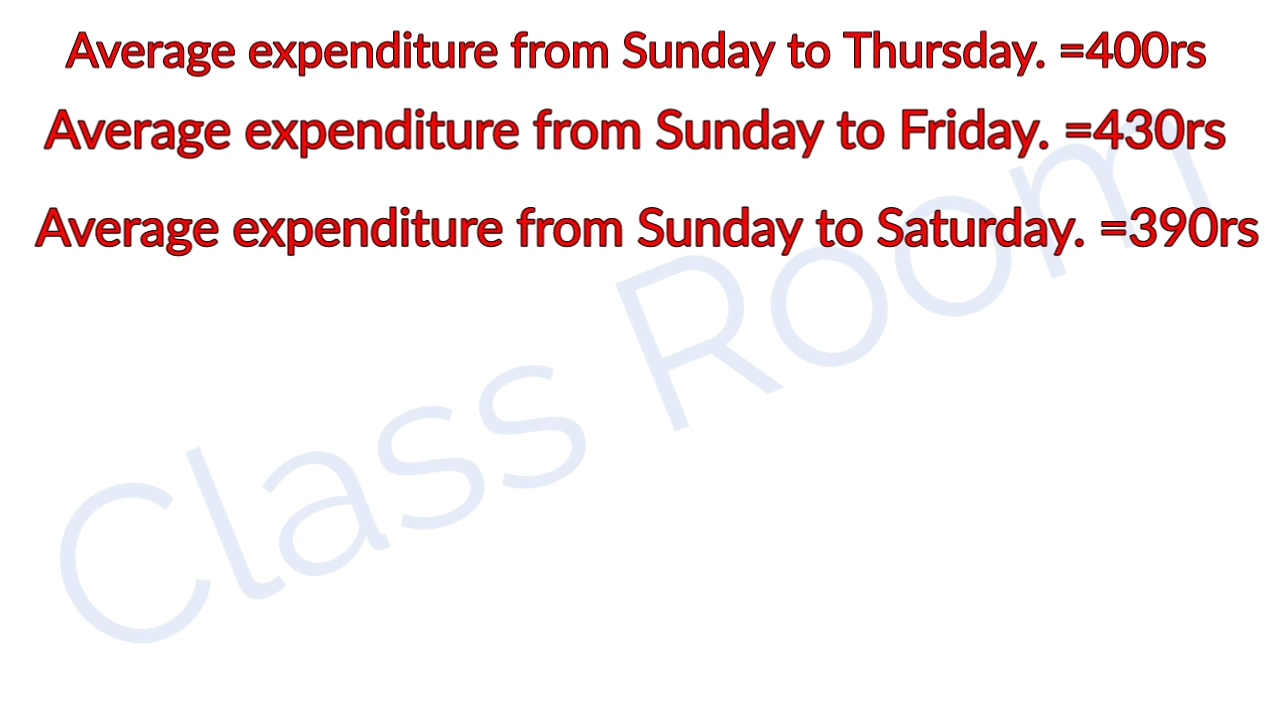 Average expenditure from Sunday to Thursday. =400rs
Average expenditure from Sunday to Friday. =430rs
Average expenditure from Sunday to Saturday. =390rs
Class Room